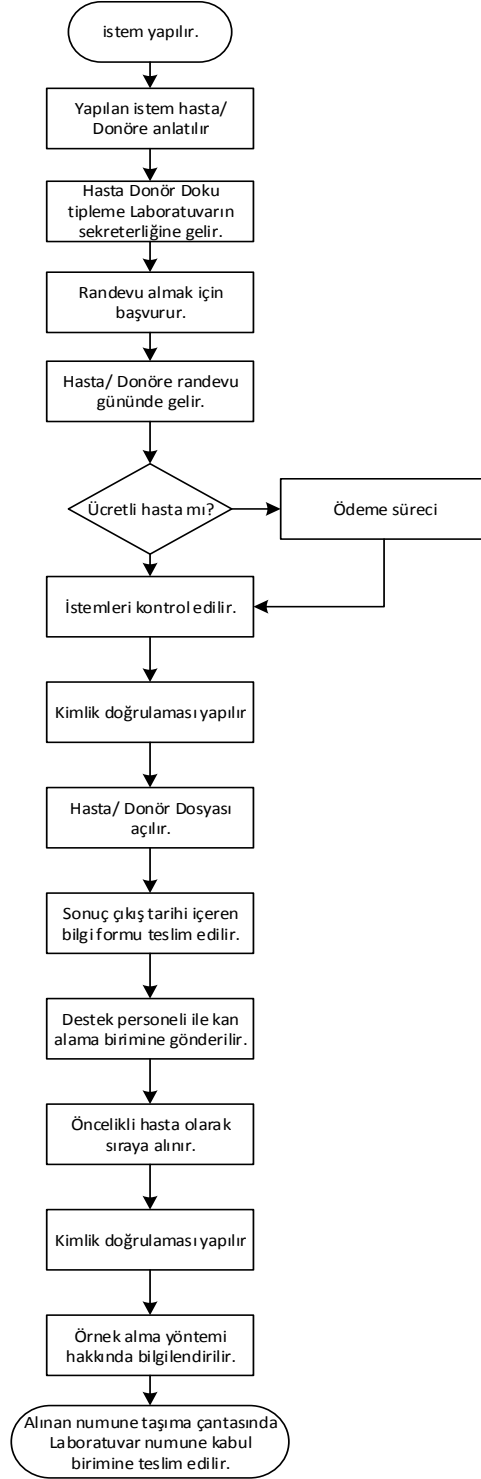 istem yapılır.
Yapılan istem hasta/
Donöre anlatılır
Hasta Donör Doku
tipleme Laboratuvarın
sekreterliğine gelir.
Randevu almak için
başvurur.
Hasta/ Donöre randevu
gününde gelir.
Ücretli hasta mı?
Ödeme süreci
İstemleri kontrol edilir.
Kimlik doğrulaması yapılır
Hasta/ Donör Dosyası
açılır.
Sonuç çıkış tarihi içeren
bilgi formu teslim edilir.
Destek personeli ile kan
alama birimine gönderilir.
Öncelikli hasta olarak
sıraya alınır.
Kimlik doğrulaması yapılır
Örnek alma yöntemi
hakkında bilgilendirilir.
Alınan numune taşıma çantasında
Laboratuvar numune kabul
birimine teslim edilir.